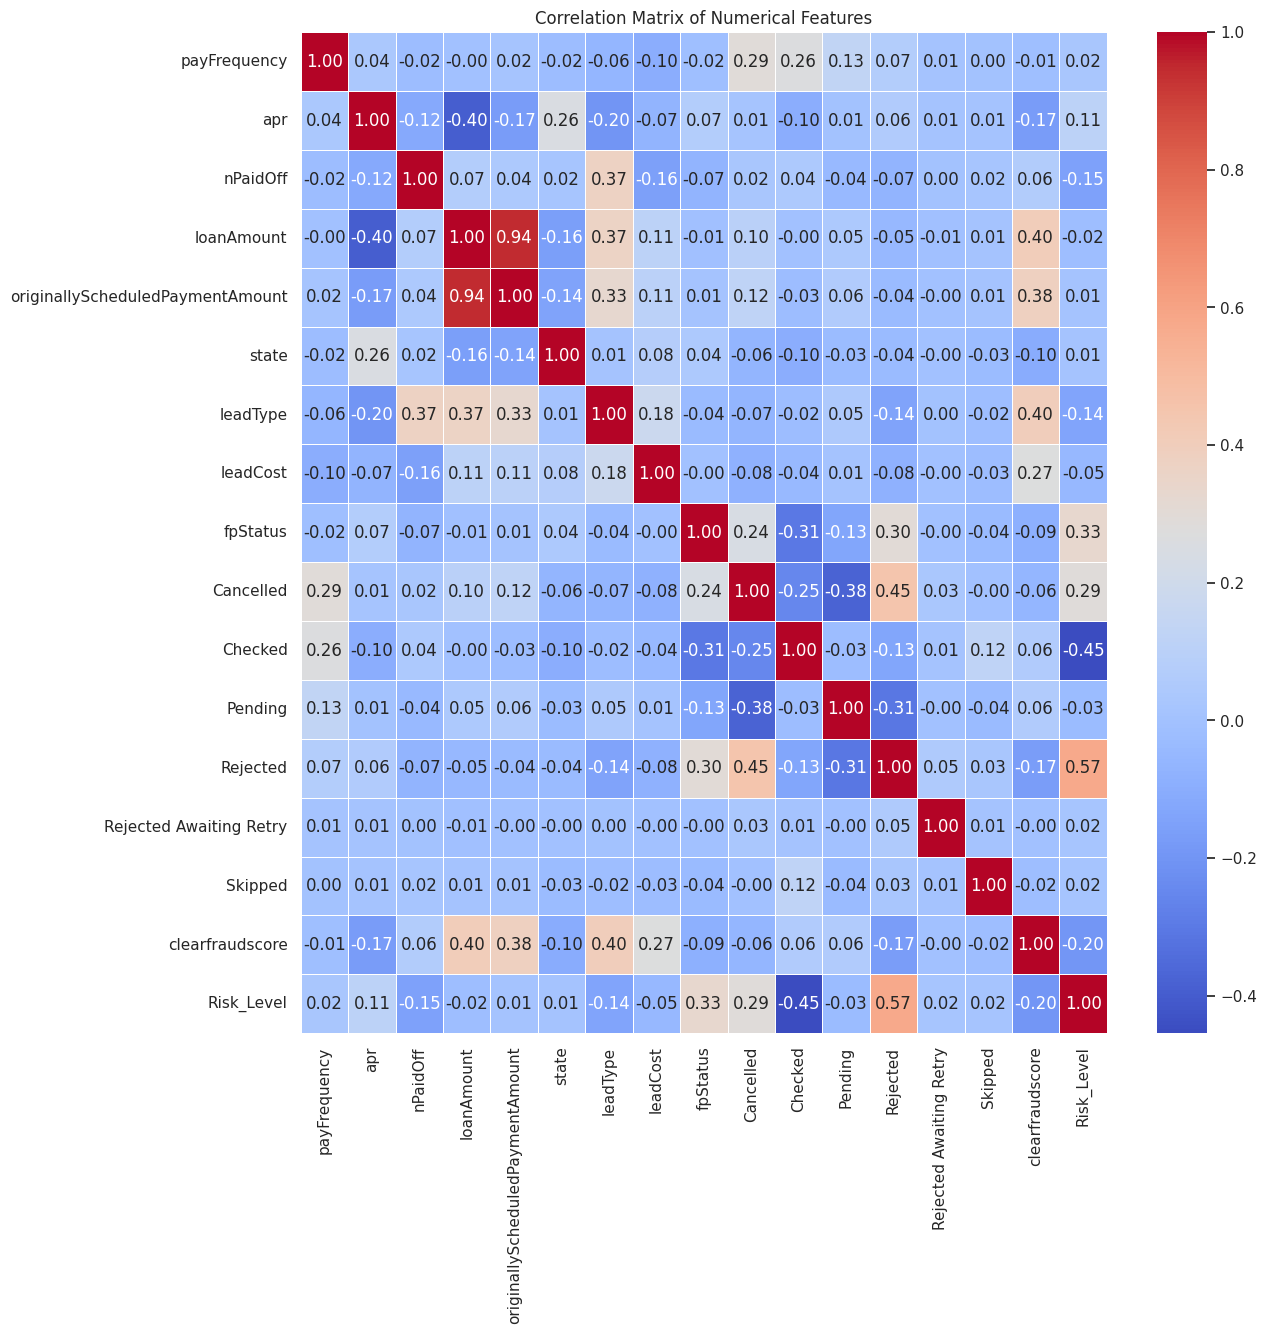 Correlation Matrix of Numerical Features
payFrequency 1.00 0.04 -0.02 -0.00 0.02 -0.02 -0.06 -0.10 -0.02 0.29 0.26 0.13 0.07 0.01 0.00 -0.01 0.02
apr 0.04 1.00 -0.12 -0.40 -0.17 0.26 -0.20 -0.07 0.07 0.01 -0.10 0.01 0.06 0.01 0.01 -0.17 0.11
nPaidOff -0.02 -0.12 1.00 0.07 0.04 0.02 0.37 -0.16 -0.07 0.02 0.04 -0.04 -0.07 0.00 0.02 0.06 -0.15
loanAmount -0.00 -0.40 0.07 1.00 0.94 -0.16 0.37 0.11 -0.01 0.10 -0.00 0.05 -0.05 -0.01 0.01 0.40 -0.02
originallyScheduledPaymentAmount 0.02 -0.17 0.04 0.94 1.00 -0.14 0.33 0.11 0.01 0.12 -0.03 0.06 -0.04 -0.00 0.01 0.38 0.01
state -0.02 0.26 0.02 -0.16 -0.14 1.00 0.01 0.08 0.04 -0.06 -0.10 -0.03 -0.04 -0.00 -0.03 -0.10 0.01
leadType -0.06 -0.20 0.37 0.37 0.33 0.01 1.00 0.18 -0.04 -0.07 -0.02 0.05 -0.14 0.00 -0.02 0.40 -0.14
leadCost -0.10 -0.07 -0.16 0.11 0.11 0.08 0.18 1.00 -0.00 -0.08 -0.04 0.01 -0.08 -0.00 -0.03 0.27 -0.05
fpStatus -0.02 0.07 -0.07 -0.01 0.01 0.04 -0.04 -0.00 1.00 0.24 -0.31 -0.13 0.30 -0.00 -0.04 -0.09 0.33
Cancelled 0.29 0.01 0.02 0.10 0.12 -0.06 -0.07 -0.08 0.24 1.00 -0.25 -0.38 0.45 0.03 -0.00 -0.06 0.29
Checked 0.26 -0.10 0.04 -0.00 -0.03 -0.10 -0.02 -0.04 -0.31 -0.25 1.00 -0.03 -0.13 0.01 0.12 0.06 -0.45
Pending 0.13 0.01 -0.04 0.05 0.06 -0.03 0.05 0.01 -0.13 -0.38 -0.03 1.00 -0.31 -0.00 -0.04 0.06 -0.03
Rejected 0.07 0.06 -0.07 -0.05 -0.04 -0.04 -0.14 -0.08 0.30 0.45 -0.13 -0.31 1.00 0.05 0.03 -0.17 0.57
Rejected Awaiting Retry 0.01 0.01 0.00 -0.01 -0.00 -0.00 0.00 -0.00 -0.00 0.03 0.01 -0.00 0.05 1.00 0.01 -0.00 0.02
Skipped 0.00 0.01 0.02 0.01 0.01 -0.03 -0.02 -0.03 -0.04 -0.00 0.12 -0.04 0.03 0.01 1.00 -0.02 0.02
clearfraudscore -0.01 -0.17 0.06 0.40 0.38 -0.10 0.40 0.27 -0.09 -0.06 0.06 0.06 -0.17 -0.00 -0.02 1.00 -0.20
Risk_Level 0.02 0.11 -0.15 -0.02 0.01 0.01 -0.14 -0.05 0.33 0.29 -0.45 -0.03 0.57 0.02 0.02 -0.20 1.00
payFrequency
apr
nPaidOff
loanAmount
originallyScheduledPaymentAmount
state
leadType
leadCost
fpStatus
Cancelled
Checked
Pending
Rejected
Rejected Awaiting Retry
Skipped
clearfraudscore
Risk_Level
1.0
0.8
0.6
0.4
0.2
0.0
−0.2
−0.4